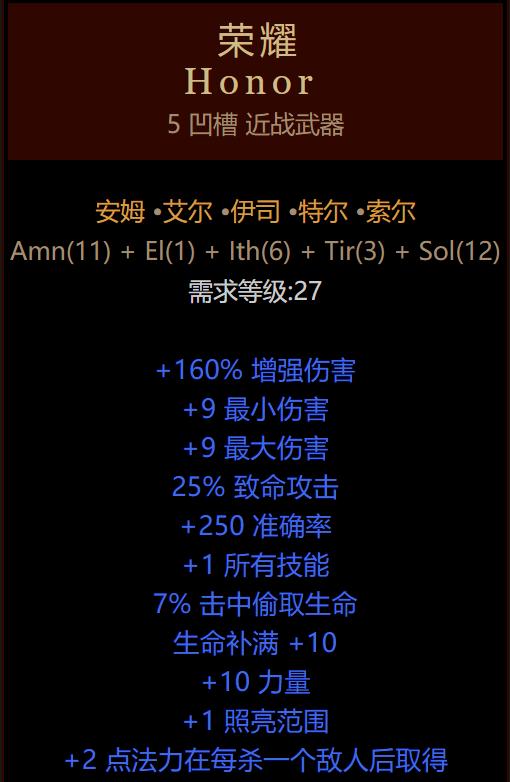 荣耀
Honor
5 凹槽 近战武器
安姆 •艾尔 •伊司 •特尔 •索尔
Amn(11) + El(1) + Ith(6) + Tir(3) + Sol(12)
需求等级:27
+160% 增强伤害
+9 最小伤害
+9 最大伤害
25% 致命攻击
+250 准确率
+1 所有技能
7% 击中偷取生命
生命补满 +10
+10 力量
+1 照亮范围
+2 点法力在每杀一个敌人后取得